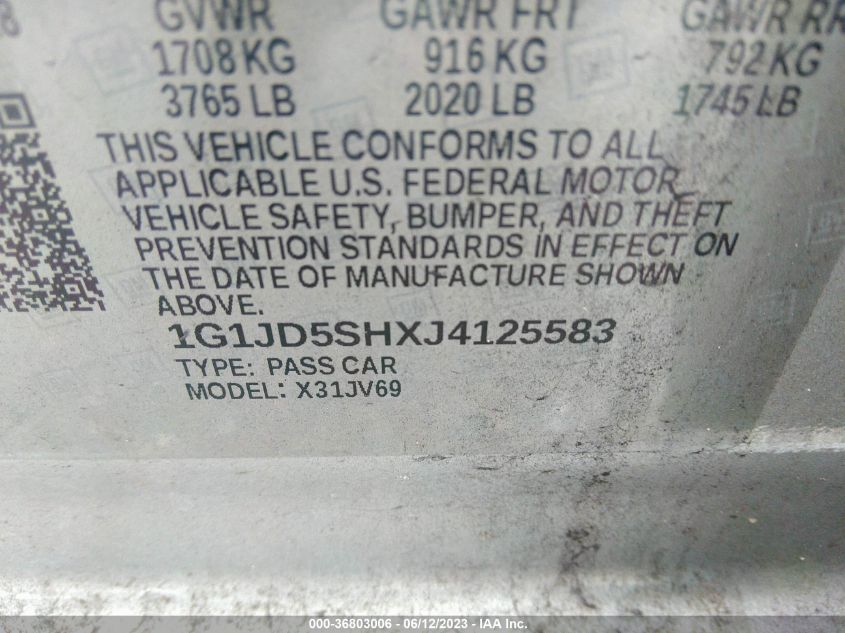 8 GVWR GAWR FRT GAWR RR
1708 KG 916 KG 792 KG
3765 LB 2020 LB 1745 LB
THIS VEHICLE CONFORMS TO ALL
APPLICABLE U.S. FEDERAL MOTOR
VEHICLE SAFETY, BUMPER, AND THEFT
PREVENTION STANDARDS IN EFFECT ON
THE DATE OF MANUFACTURE SHOWN
ABOVE.
1G1JD5SHXJ4125583
TYPE: PASS CAR
MODEL: X31JV69
000-36803006 - 06/12/2023 - IAA Inc.